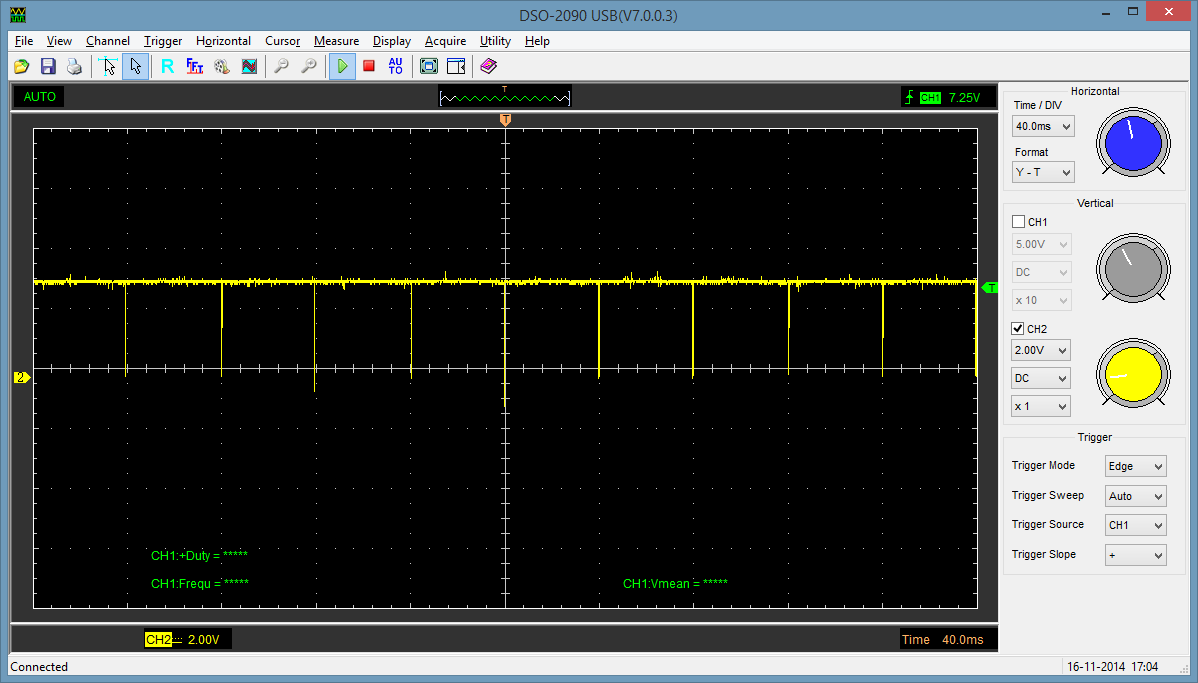 DSO-2090 USB(V7.0.0.3)
File View Channel Trigger Horizontal Cursor Measure Display Acquire Utility Help
R FFT AU TO
AUTO
T
CH1 7.25V
T
T
2
CH1:+Duty = *****
CH1:Frequ = *****
CH1:Vmean = *****
CH2 2.00V
Time 40.0ms
Horizontal
Time / DIV
40.0ms
Format
Y - T
Vertical
CH1
5.00V
DC
x 10
CH2
2.00V
DC
x 1
Trigger
Trigger Mode Edge
Trigger Sweep Auto
Trigger Source CH1
Trigger Slope +
Connected
16-11-2014 17:04